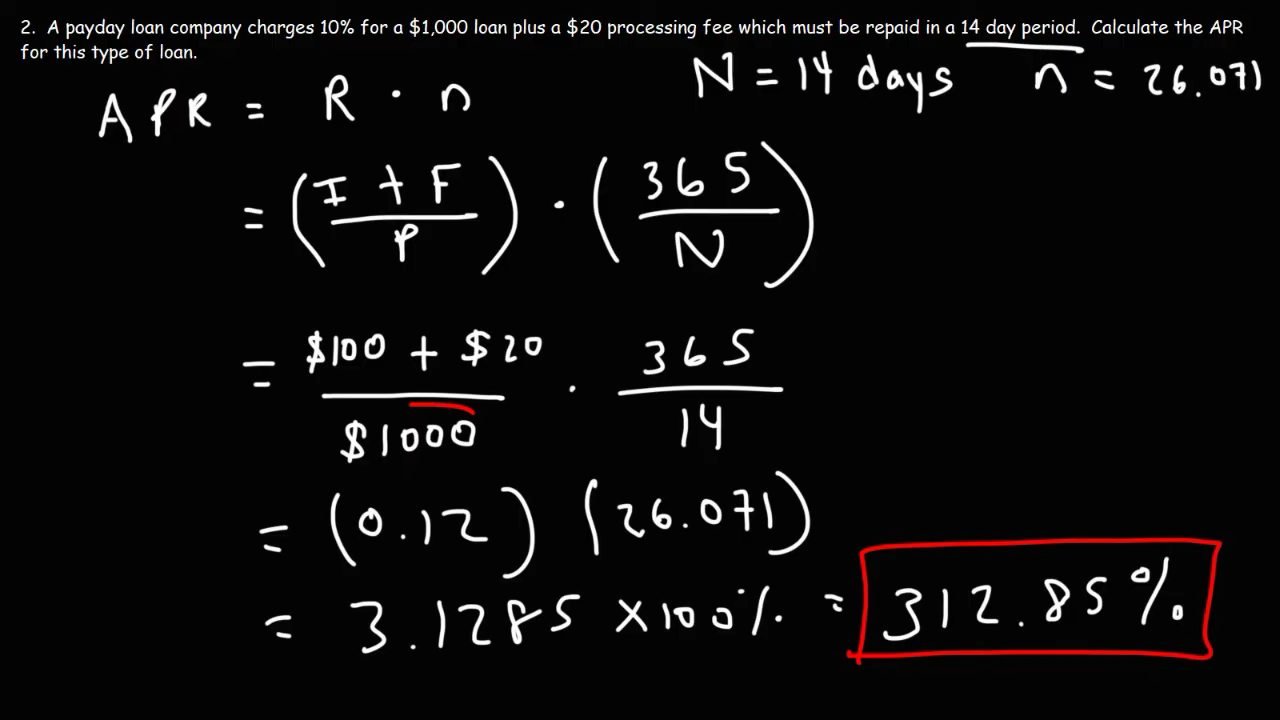 2. A payday loan company charges 10% for a $1,000 loan plus a $20 processing fee which must be repaid in a 14 day period. Calculate the APR
for this type of loan.
N = 14 days n = 26.071
APR = R · n
= (I + F / P) · (365 / N)
= $100 + $20 / $1000 · 365 / 14
= (0.12) (26.071)
= 3.1285 x100% = 312.85%